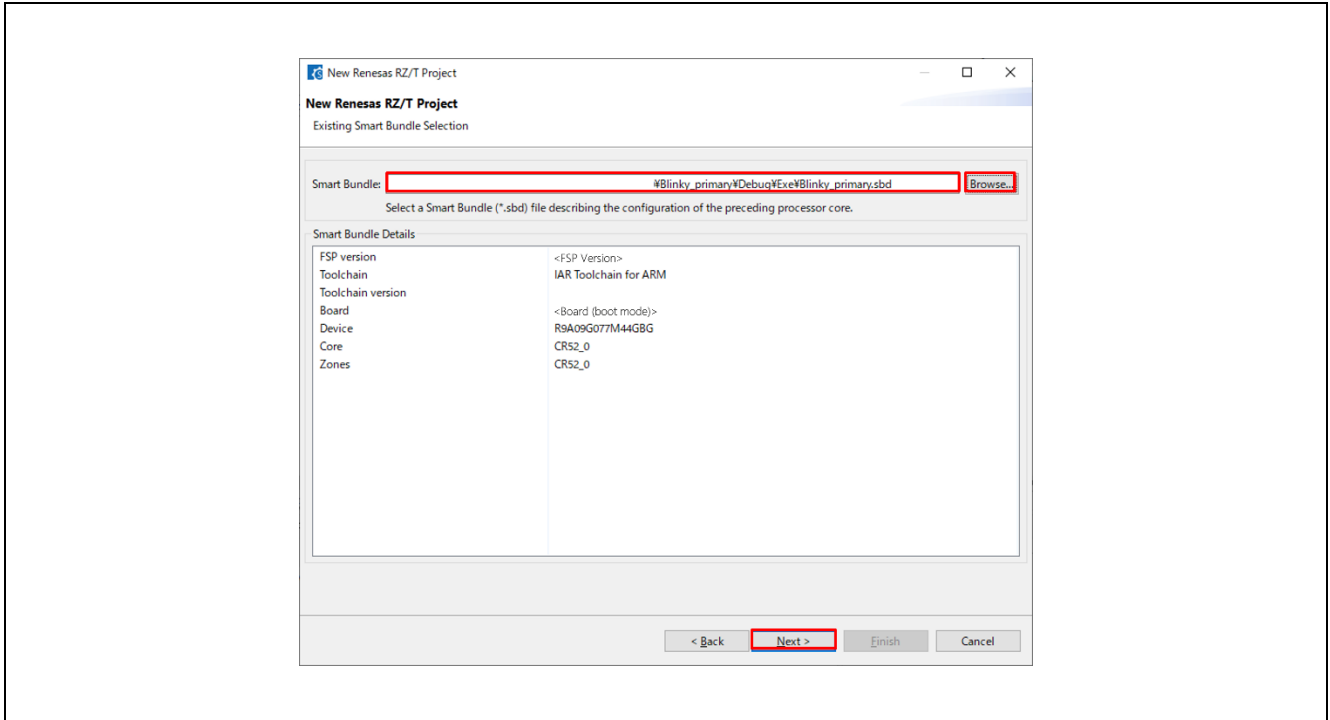 New Renesas RZ/T Project
New Renesas RZ/T Project
Existing Smart Bundle Selection
Smart Bundle: ¥Blinky_primary¥Debug¥Exe¥Blinky_primary.sbd Browse...
Select a Smart Bundle (*.sbd) file describing the configuration of the preceding processor core.
Smart Bundle Details
FSP version <FSP Version>
Toolchain IAR Toolchain for ARM
Toolchain version
Board <Board (boot mode)>
Device R9A09G077M44GBG
Core CR52_0
Zones CR52_0
< Back Next > Finish Cancel